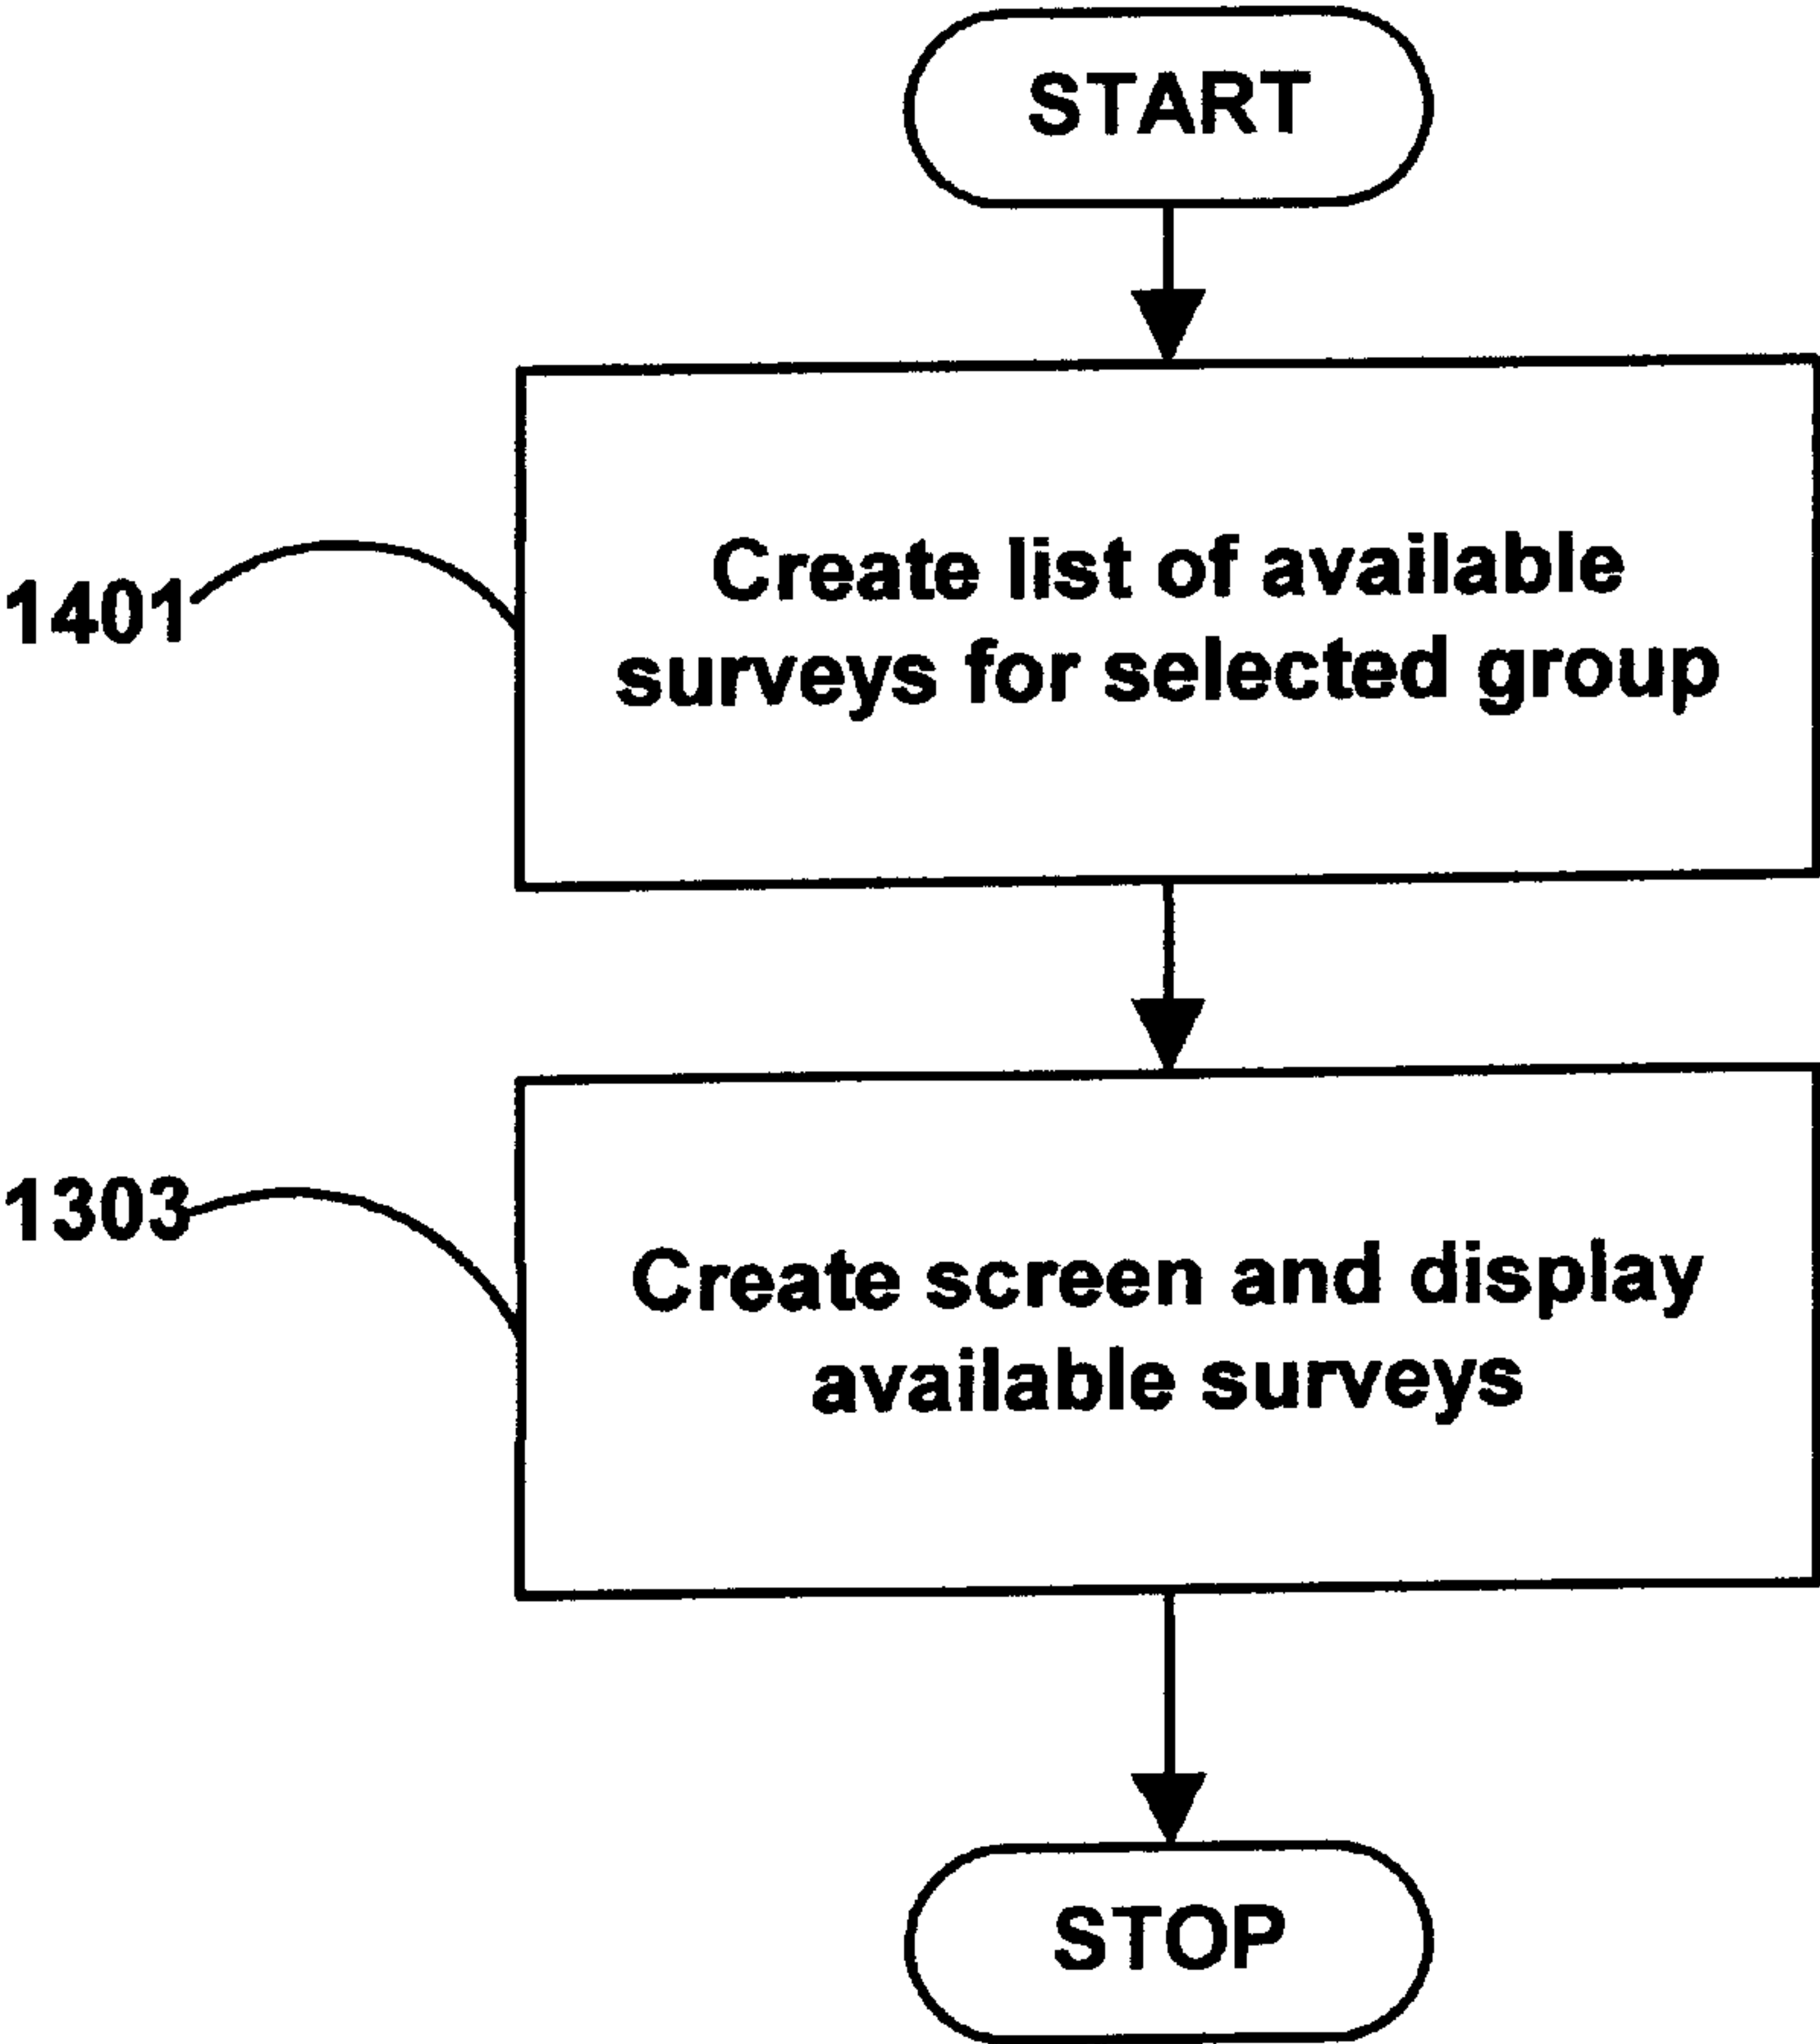 START
1401
Create list of available
surveys for selected group
1303
Create screen and display
available surveys
STOP